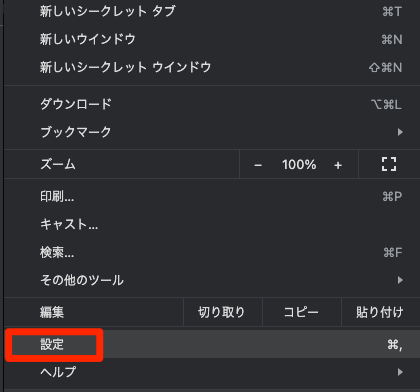 新しいシークレット タブ ⌘T
新しいウインドウ ⌘N
新しいシークレット ウインドウ ⇧⌘N
ダウンロード ⌥⌘L
ブックマーク
ズーム − 100% +
印刷... ⌘P
キャスト...
検索... ⌘F
その他のツール
編集 切り取り コピー 貼り付け
設定 ⌘,
ヘルプ